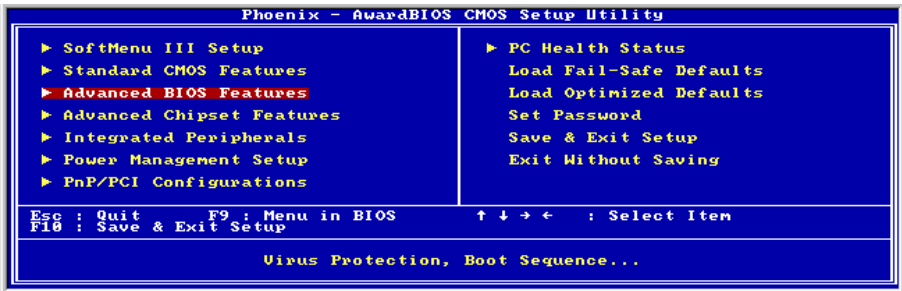 Phoenix - AwardBIOS CMOS Setup Utility
▶ SoftMenu III Setup
▶ Standard CMOS Features
▶ Advanced BIOS Features
▶ Advanced Chipset Features
▶ Integrated Peripherals
▶ Power Management Setup
▶ PnP/PCI Configurations
▶ PC Health Status
Load Fail-Safe Defaults
Load Optimized Defaults
Set Password
Save & Exit Setup
Exit Without Saving
Esc : Quit F9 : Menu in BIOS ↑ ↓ → ← : Select Item
F10 : Save & Exit Setup
Virus Protection, Boot Sequence...